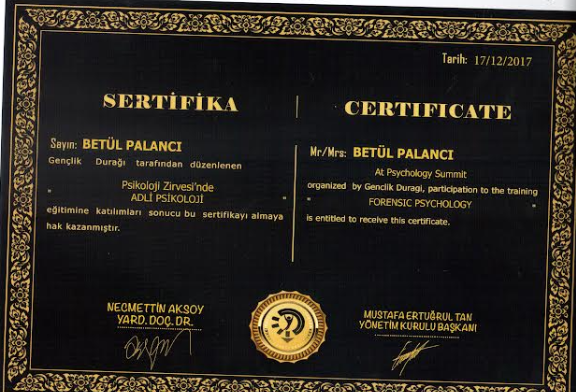 Tarih: 17/12/2017
SERTİFİKA
Sayın: BETÜL PALANCI
Gençlik Durağı tarafından düzenlenen
Psikoloji Zirvesi'nde
" ADLİ PSİKOLOJİ "
eğitimine katılımları sonucu bu sertifikayı almaya
hak kazanmıştır.
NECMETTİN AKSOY
YARD. DOÇ. DR.
CERTIFICATE
Mr/Mrs: BETÜL PALANCI
At Psychology Summit
organized by Genclik Duragi, participation to the training
" FORENSIC PSYCHOLOGY "
is entitled to receive this certificate.
MUSTAFA ERTUĞRUL TAN
YÖNETİM KURULU BAŞKANI